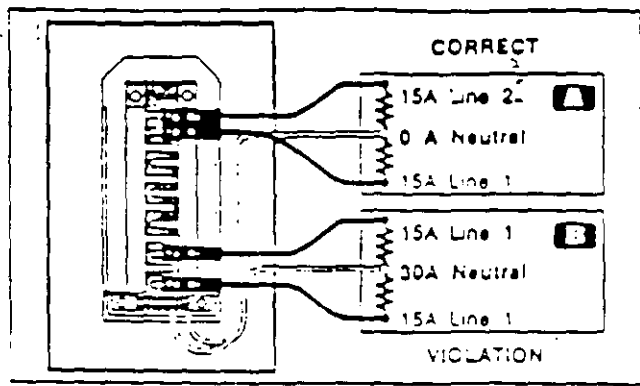 CORRECT
15A Line 2
A
0 A Neutral
15A Line 1
15A Line 1
B
30A Neutral
15A Line 1
VIOLATION